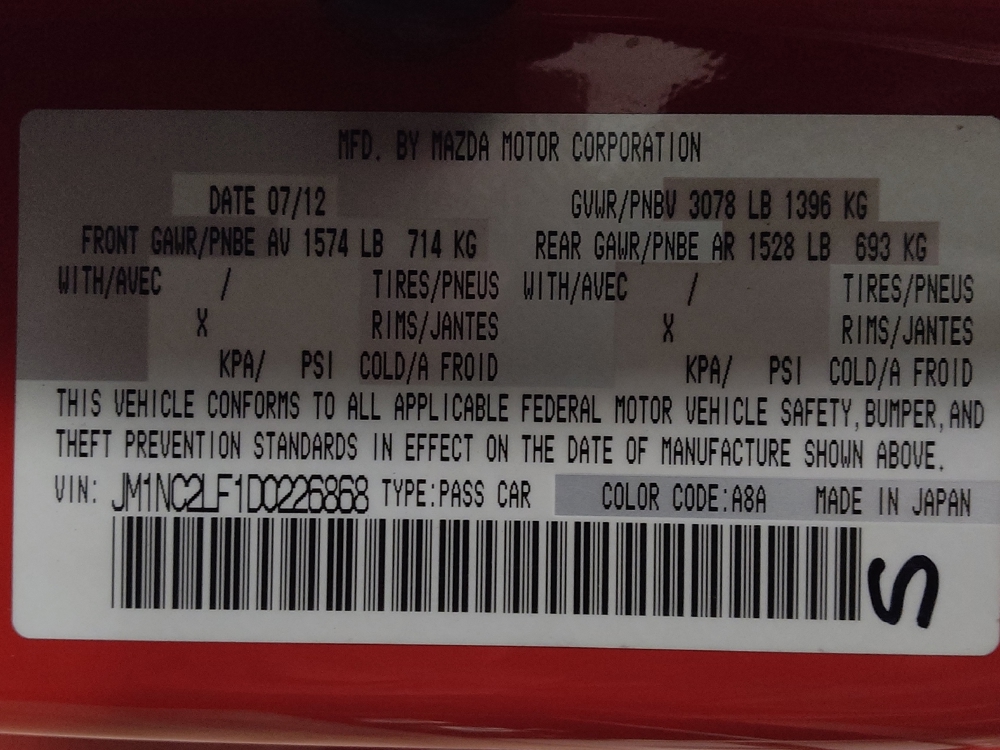 MFD. BY MAZDA MOTOR CORPORATION
DATE 07/12 GVWR/PNBV 3078 LB 1396 KG
FRONT GAWR/PNBE AV 1574 LB 714 KG REAR GAWR/PNBE AR 1528 LB 693 KG
WITH/AVEC / TIRES/PNEUS WITH/AVEC / TIRES/PNEUS
X RIMS/JANTES X RIMS/JANTES
KPA/ PSI COLD/A FROID KPA/ PSI COLD/A FROID
THIS VEHICLE CONFORMS TO ALL APPLICABLE FEDERAL MOTOR VEHICLE SAFETY, BUMPER, AND
THEFT PREVENTION STANDARDS IN EFFECT ON THE DATE OF MANUFACTURE SHOWN ABOVE.
VIN: JM1NC2LF1D0226868 TYPE:PASS CAR COLOR CODE:A8A MADE IN JAPAN
S